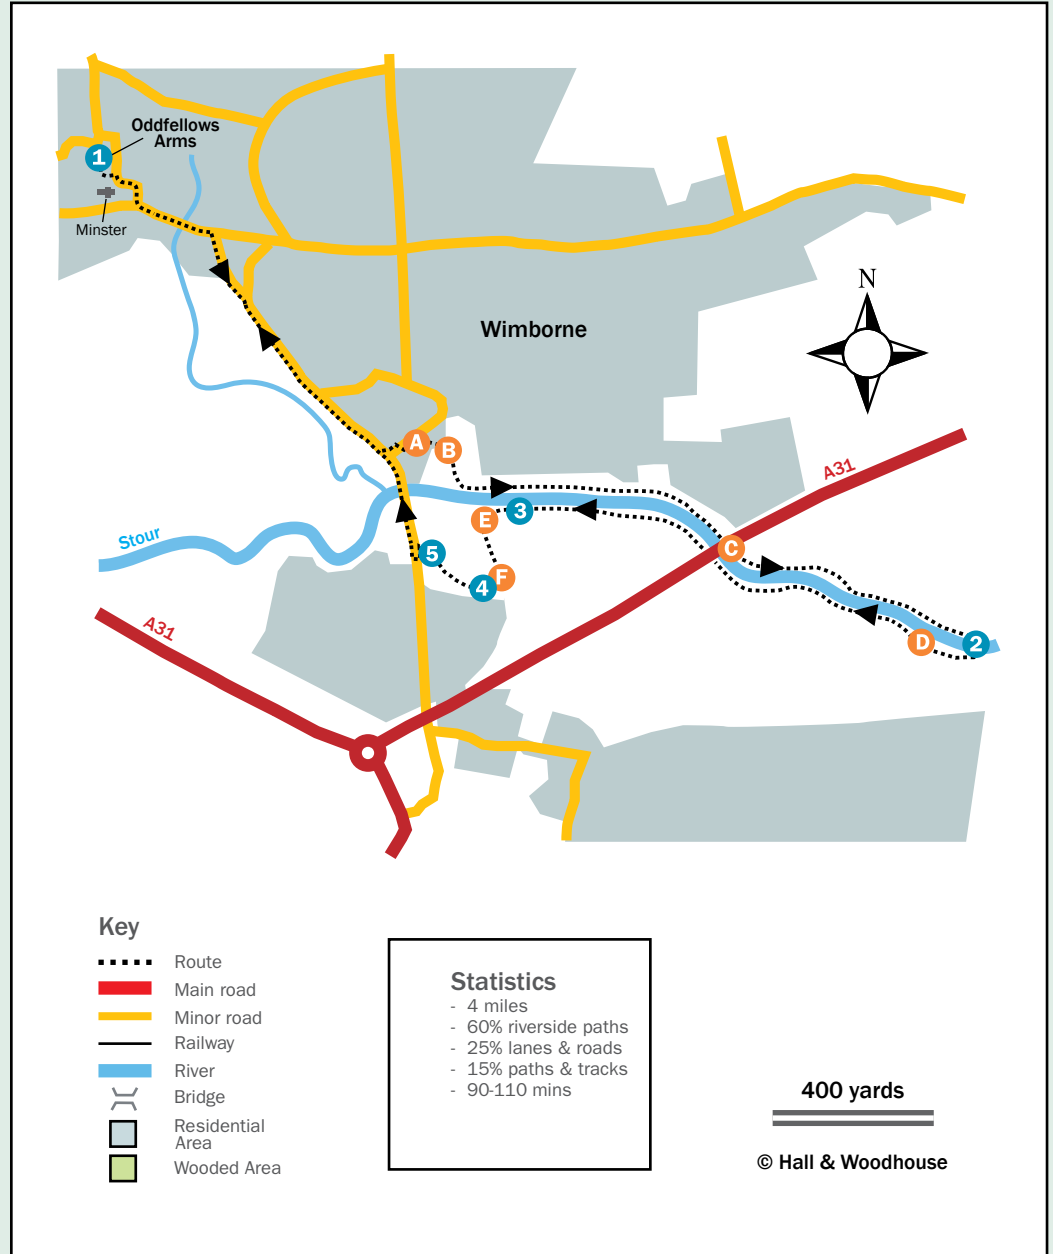 Oddfellows
Arms
1
Minster
N
Wimborne
A
B
A31
3
E
Stour
C
5
F
4
D
2
A31
Key
Route
Main road
Minor road
Railway
River
Bridge
Residential
Area
Wooded Area
Statistics
- 4 miles
- 60% riverside paths
- 25% lanes & roads
- 15% paths & tracks
- 90-110 mins
400 yards
© Hall & Woodhouse